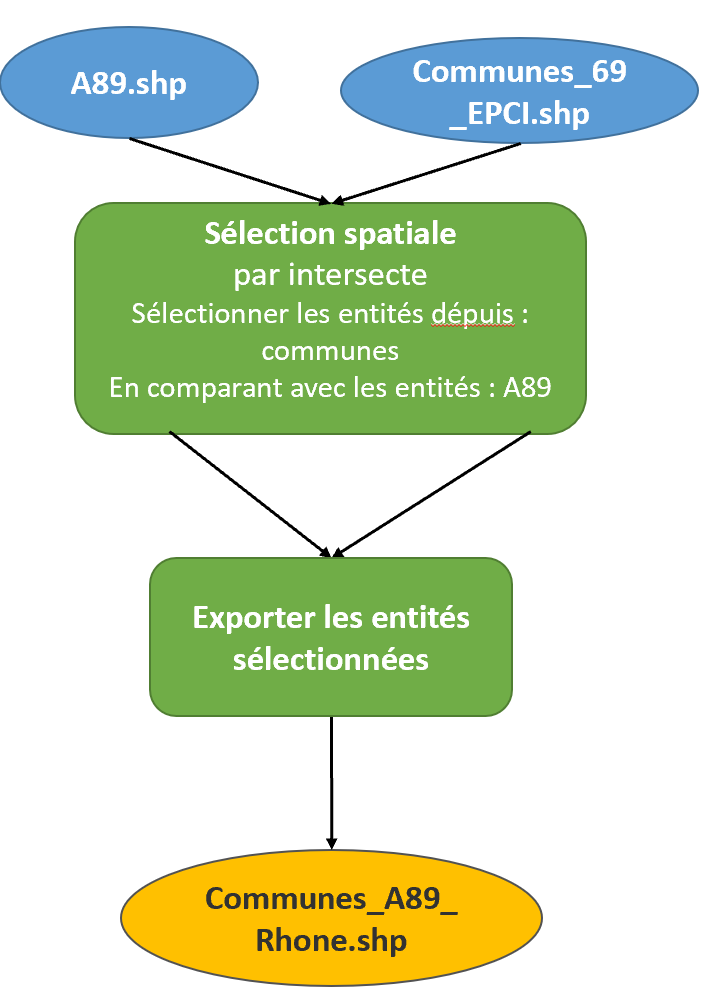 A89.shp
Communes_69
_EPCI.shp
Sélection spatiale
par intersecte
Sélectionner les entités dépuis :
communes
En comparant avec les entités : A89
Exporter les entités
sélectionnées
Communes_A89_
Rhone.shp